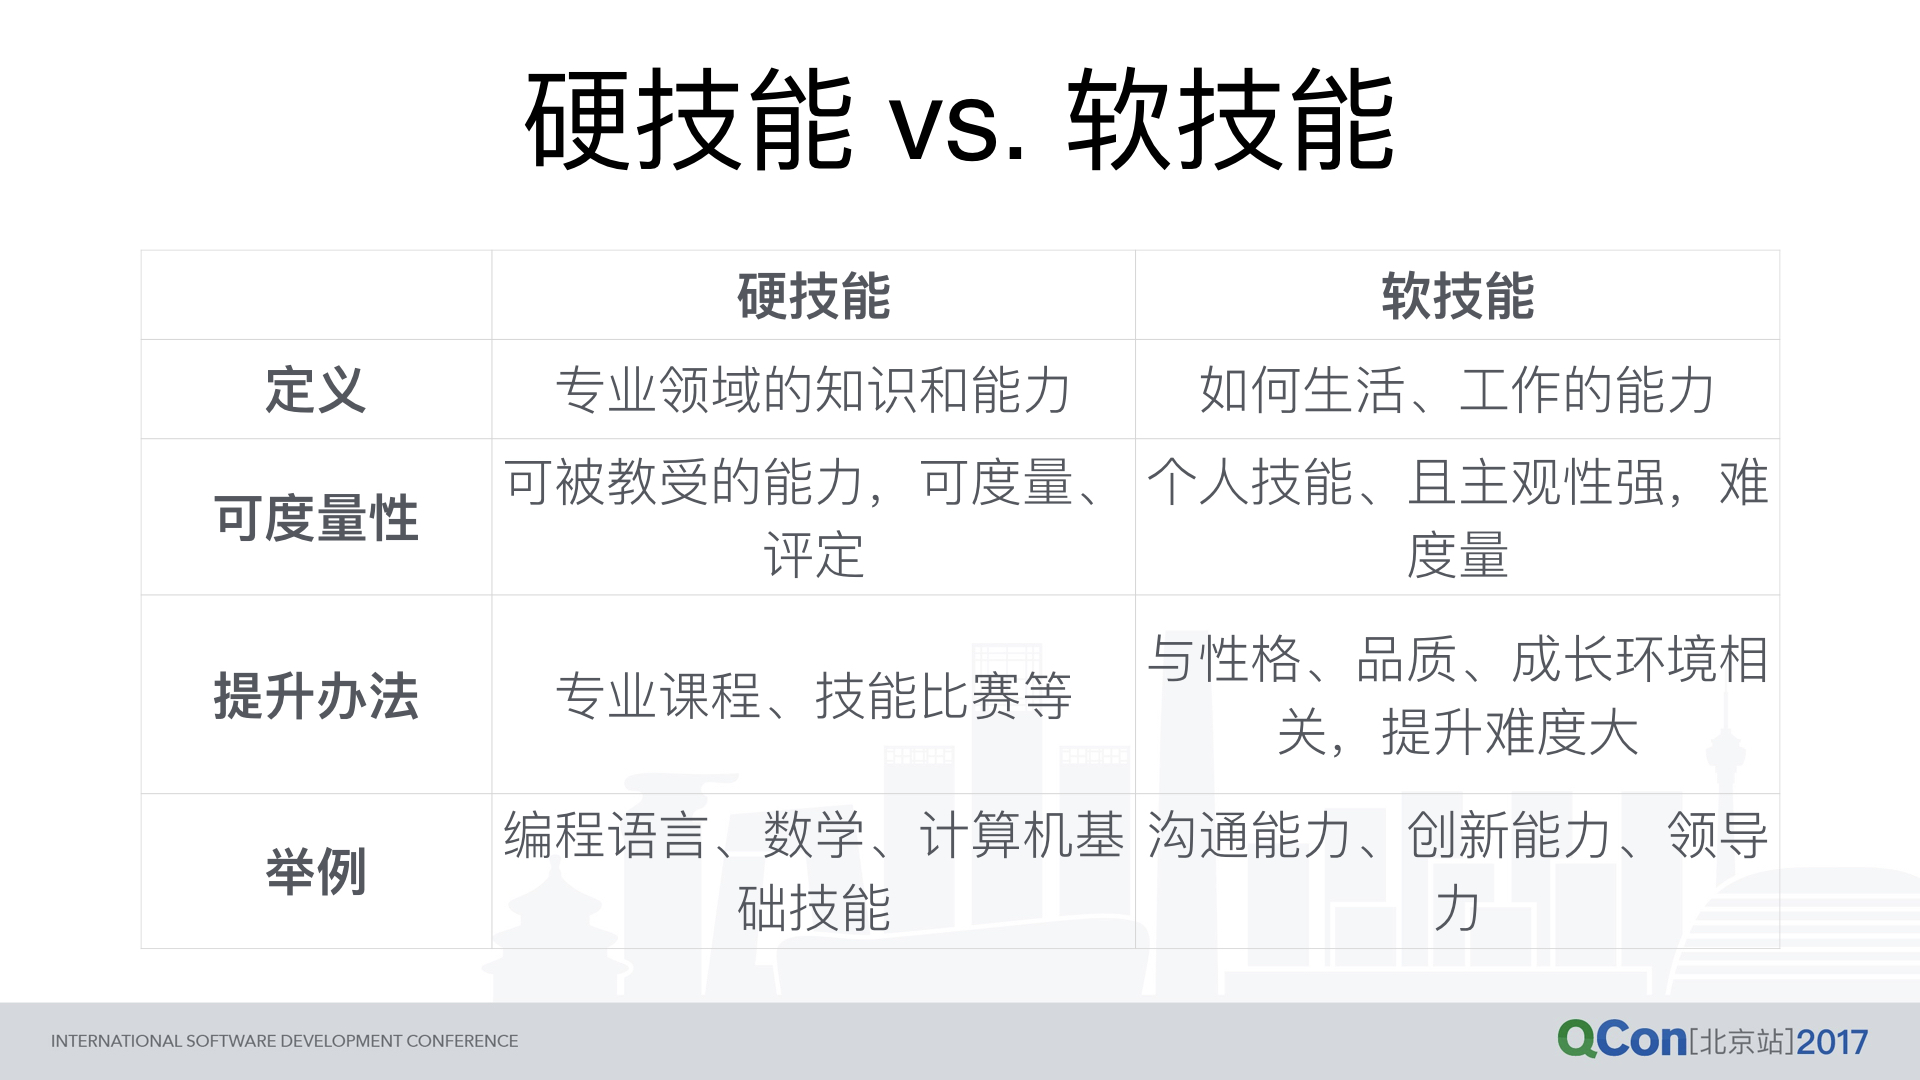 硬技能 vs. 软技能
硬技能 软技能
定义 专业领域的知识和能力 如何生活、工作的能力
可度量性 可被教受的能力，可度量、评定 个人技能、且主观性强，难度量
提升办法 专业课程、技能比赛等 与性格、品质、成长环境相关，提升难度大
举例 编程语言、数学、计算机基础技能 沟通能力、创新能力、领导力
INTERNATIONAL SOFTWARE DEVELOPMENT CONFERENCE
QCon[北京站]2017